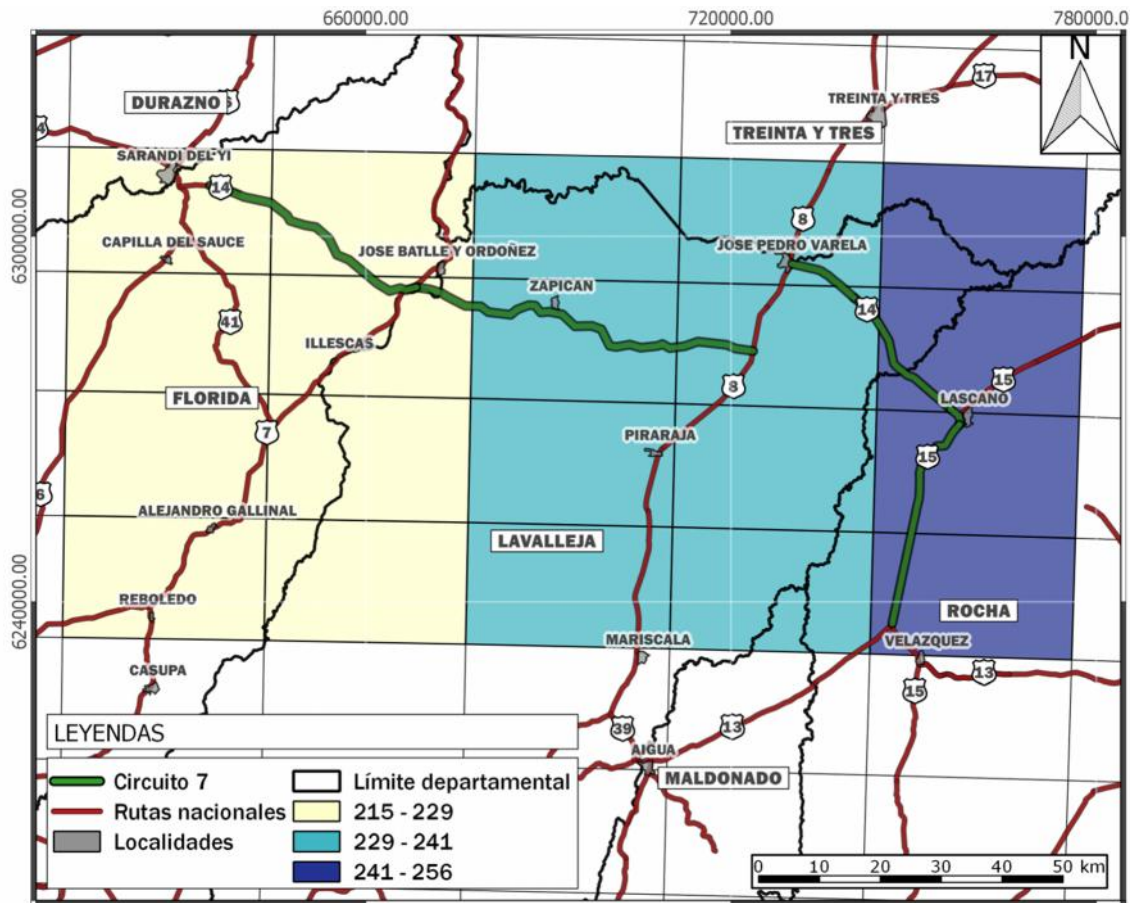 660000.00
720000.00
780000.0
N
17
TREINTA Y TRES
DURAZNO
TREINTA Y TRES
SARANDI DEL YI
14
8
CAPILLA DEL SAUCE
JOSE BATLLE Y ORDOÑEZ
JOSE PEDRO VARELA
6300000.00
ZAPICAN
14
41
ILLESCAS
15
8
FLORIDA
LASCANO
7
PIRARAJA
15
6
ALEJANDRO GALLINAL
LAVALLEJA
6240000.00
REBOLEDO
ROCHA
MARISCALA
VELAZQUEZ
CASUPA
13
15
39
13
AIGUA
MALDONADO
LEYENDAS
Circuito 7
Rutas nacionales
Localidades
Límite departamental
215 - 229
229 - 241
241 - 256
0 10 20 30 40 50 km